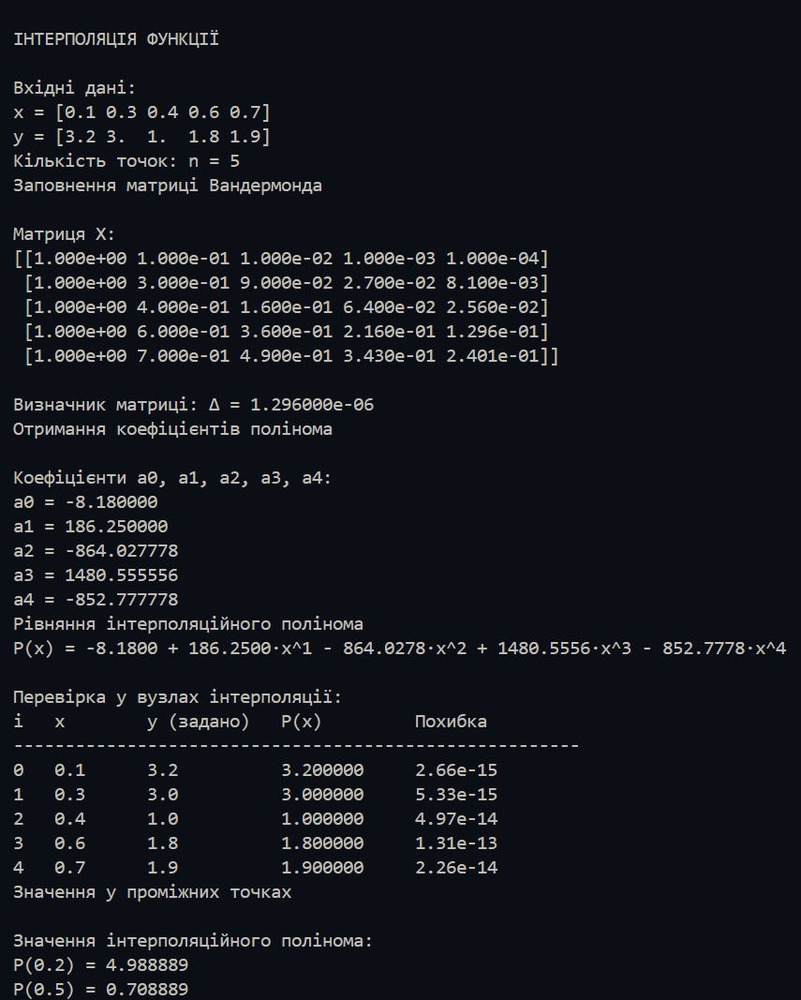 ІНТЕРПОЛЯЦІЯ ФУНКЦІЇ
Вхідні дані:
x = [0.1 0.3 0.4 0.6 0.7]
y = [3.2 3.  1.  1.8 1.9]
Кількість точок: n = 5
Заповнення матриці Вандермонда
Матриця X:
[[1.000e+00 1.000e-01 1.000e-02 1.000e-03 1.000e-04]
 [1.000e+00 3.000e-01 9.000e-02 2.700e-02 8.100e-03]
 [1.000e+00 4.000e-01 1.600e-01 6.400e-02 2.560e-02]
 [1.000e+00 6.000e-01 3.600e-01 2.160e-01 1.296e-01]
 [1.000e+00 7.000e-01 4.900e-01 3.430e-01 2.401e-01]]
Визначник матриці: Δ = 1.296000e-06
Отримання коефіцієнтів полінома
Коефіцієнти a0, a1, a2, a3, a4:
a0 = -8.180000
a1 = 186.250000
a2 = -864.027778
a3 = 1480.555556
a4 = -852.777778
Рівняння інтерполяційного полінома
P(x) = -8.1800 + 186.2500·x^1 - 864.0278·x^2 + 1480.5556·x^3 - 852.7778·x^4
Перевірка у вузлах інтерполяції:
i   x        y (задано)   P(x)         Похибка
-------------------------------------------------------
0   0.1      3.2          3.200000     2.66e-15
1   0.3      3.0          3.000000     5.33e-15
2   0.4      1.0          1.000000     4.97e-14
3   0.6      1.8          1.800000     1.31e-13
4   0.7      1.9          1.900000     2.26e-14
Значення у проміжних точках
Значення інтерполяційного полінома:
P(0.2) = 4.988889
P(0.5) = 0.708889